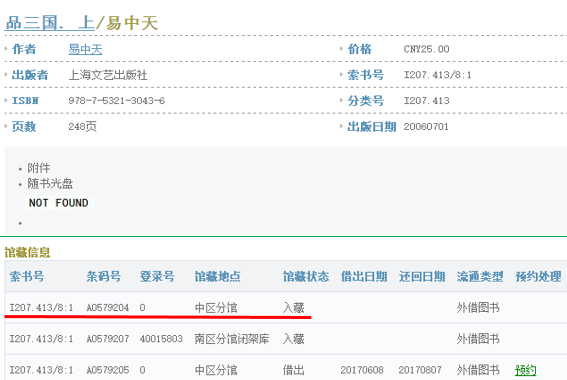 品三国. 上/易中天
作者 易中天 价格 CNY25.00
出版者 上海文艺出版社 索书号 I207.413/8:1
ISBN 978-7-5321-3043-6 分类号 I207.413
页数 248页 出版日期 20060701
附件
随书光盘
NOT FOUND
馆藏信息
索书号 条码号 登录号 馆藏地点 馆藏状态 借出日期 还回日期 流通类型 预约处理
I207.413/8:1 A0579204 0 中区分馆 入藏 外借图书
I207.413/8:1 A0579207 40015803 南区分馆闭架库 入藏 外借图书
I207.413/8:1 A0579205 0 中区分馆 借出 20170608 20170807 外借图书 预约